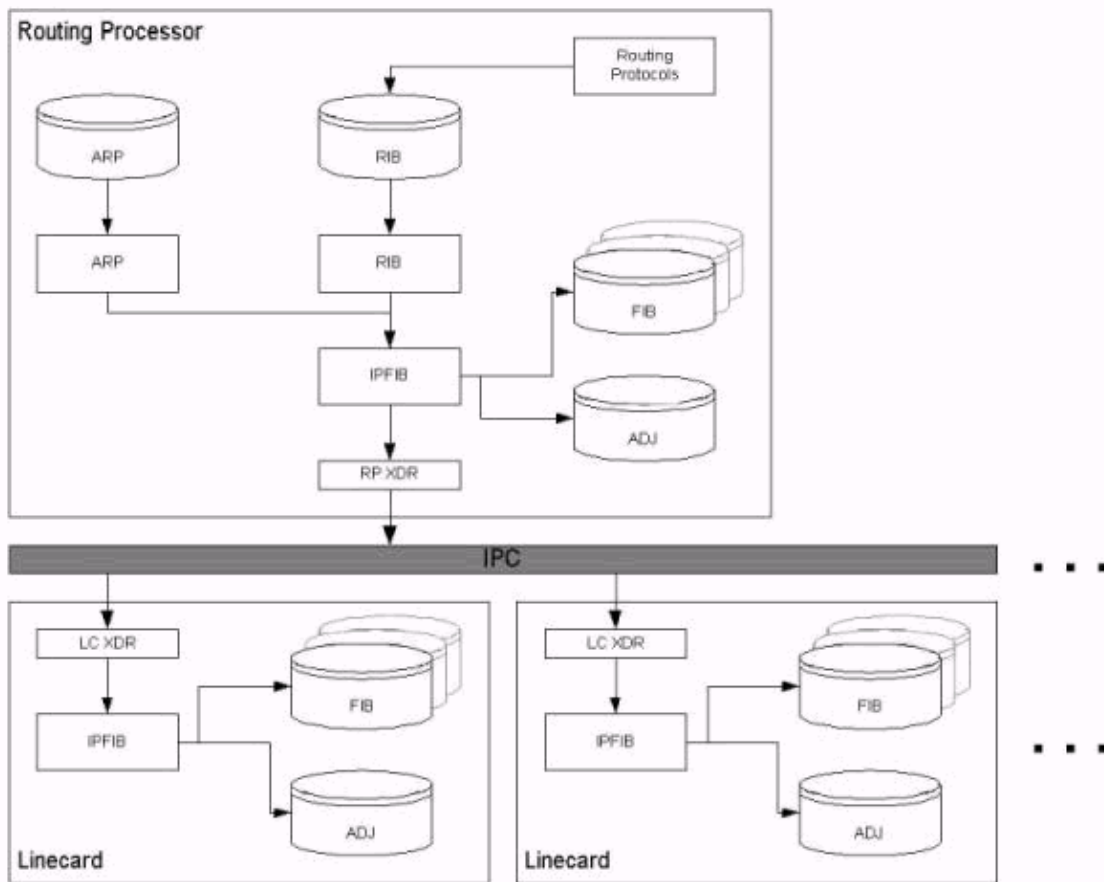 Routing Processor
Routing
Protocols
ARP
RIB
ARP
RIB
FIB
IPFIB
ADJ
RP XDR
IPC
LC XDR
FIB
IPFIB
ADJ
Linecard
LC XDR
FIB
IPFIB
ADJ
Linecard